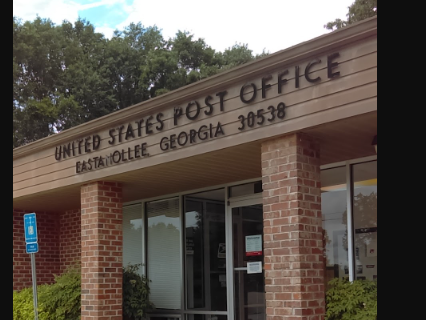 UNITED STATES POST OFFICE
EASTANOLLEE GEORGIA 30538